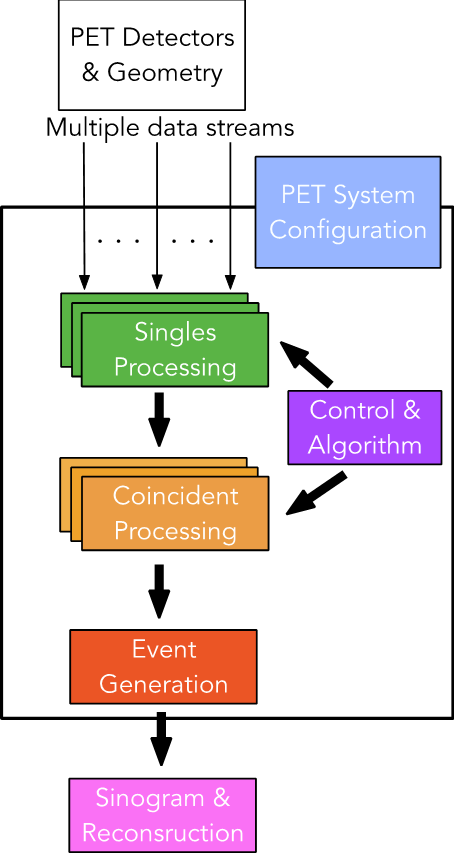 PET Detectors
& Geometry
Multiple data streams
PET System
Configuration
. . . . . .
Singles
Processing
Control &
Algorithm
Coincident
Processing
Event
Generation
Sinogram &
Reconsruction